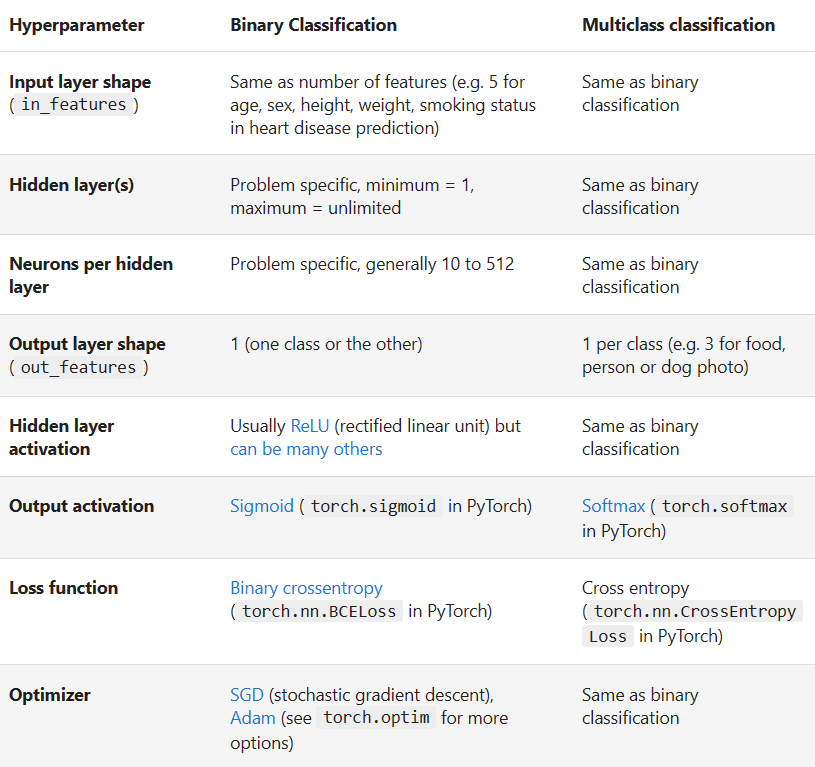 Hyperparameter Binary Classification Multiclass classification
Input layer shape Same as number of features (e.g. 5 for Same as binary
( in_features ) age, sex, height, weight, smoking status classification
in heart disease prediction)
Hidden layer(s) Problem specific, minimum = 1, Same as binary
maximum = unlimited classification
Neurons per hidden Problem specific, generally 10 to 512 Same as binary
layer classification
Output layer shape 1 (one class or the other) 1 per class (e.g. 3 for food,
( out_features ) person or dog photo)
Hidden layer Usually ReLU (rectified linear unit) but Same as binary
activation can be many others classification
Output activation Sigmoid ( torch.sigmoid in PyTorch) Softmax ( torch.softmax
in PyTorch)
Loss function Binary crossentropy Cross entropy
( torch.nn.BCELoss in PyTorch) ( torch.nn.CrossEntropy
Loss in PyTorch)
Optimizer SGD (stochastic gradient descent), Same as binary
Adam (see torch.optim for more classification
options)